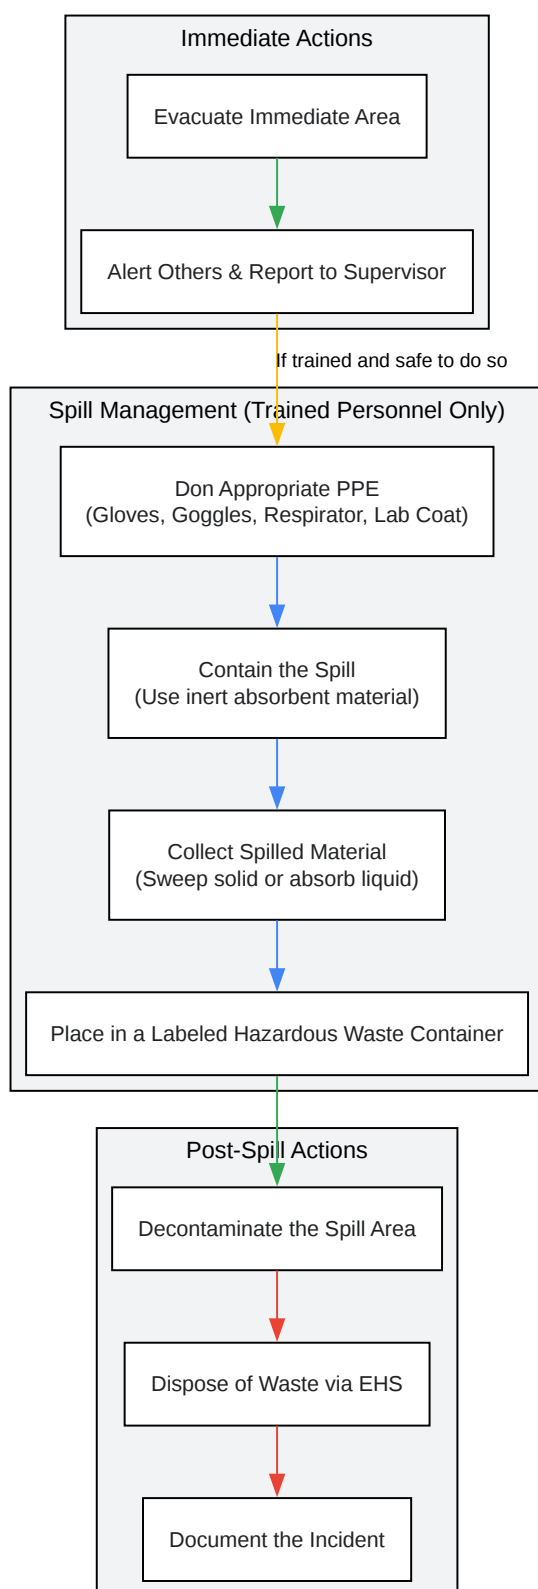 Immediate Actions
Evacuate Immediate Area
Alert Others & Report to Supervisor
If trained and safe to do so
Spill Management (Trained Personnel Only)
Don Appropriate PPE
(Gloves, Goggles, Respirator, Lab Coat)
Contain the Spill
(Use inert absorbent material)
Collect Spilled Material
(Sweep solid or absorb liquid)
Place in a Labeled Hazardous Waste Container
Post-Spill Actions
Decontaminate the Spill Area
Dispose of Waste via EHS
Document the Incident